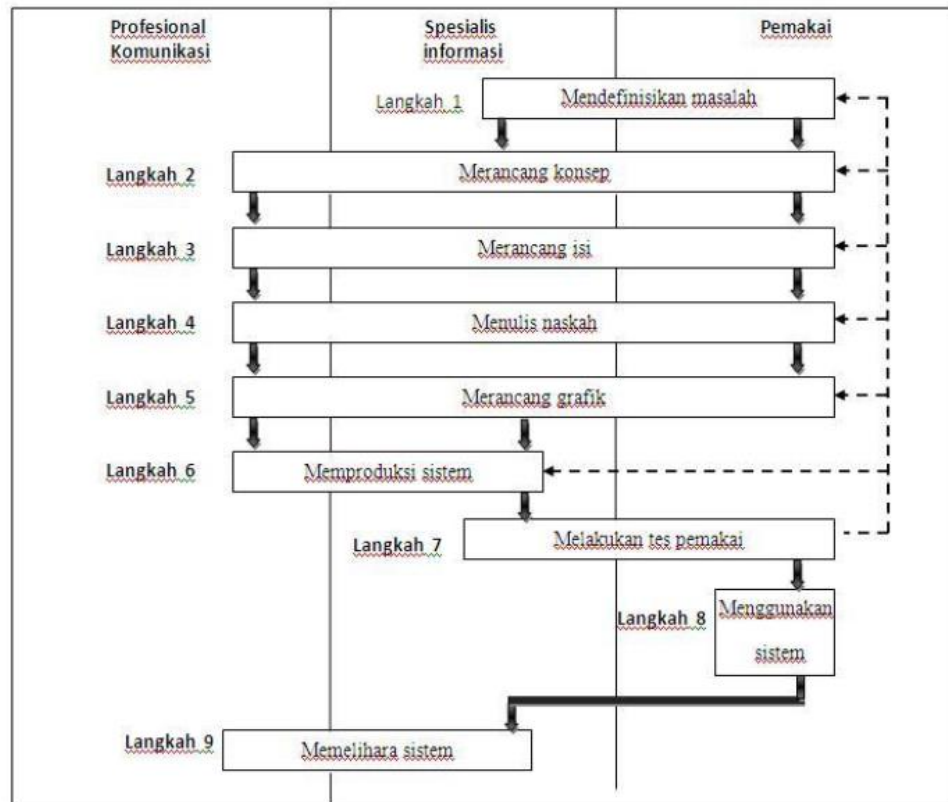 Profesional
Komunikasi
Spesialis
informasi
Pemakai
Langkah 1
Mendefinisikan masalah
Langkah 2
Merancang konsep
Langkah 3
Merancang isi
Langkah 4
Menulis naskah
Langkah 5
Merancang grafik
Langkah 6
Memproduksi sistem
Langkah 7
Melakukan tes pemakai
Langkah 8
Menggunakan
sistem
Langkah 9
Memelihara sistem